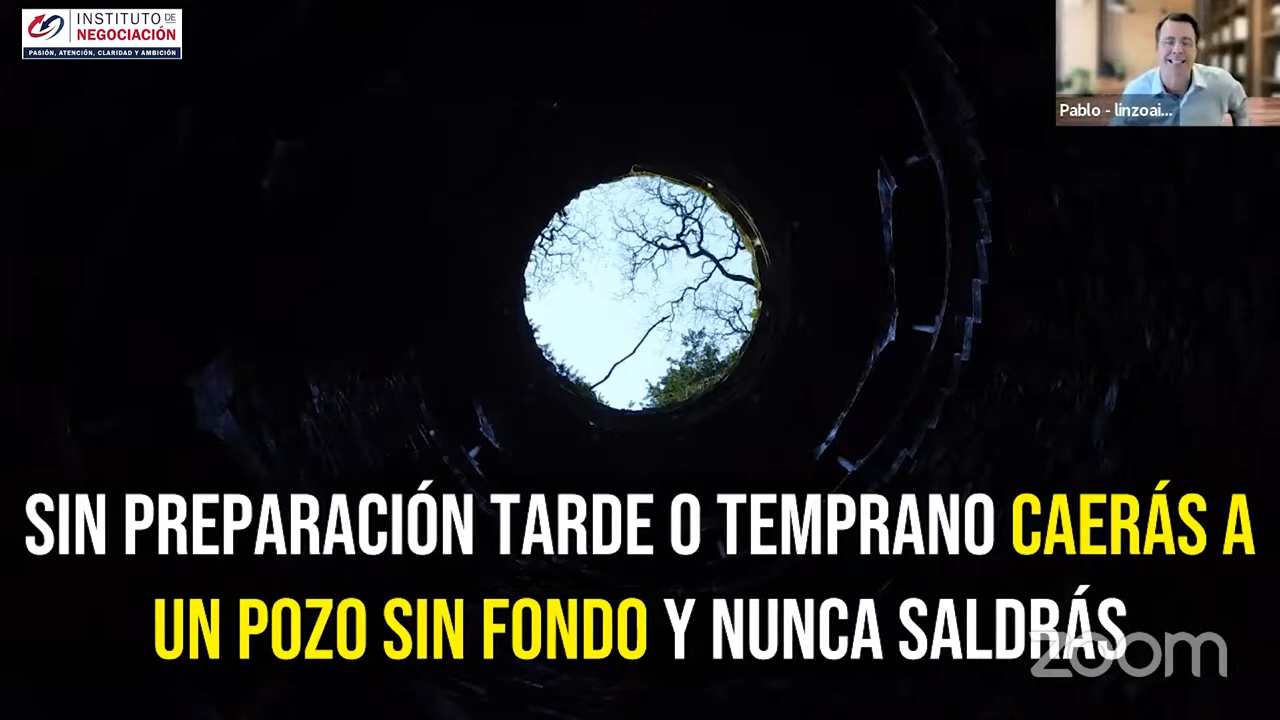 INSTITUTO DE
NEGOCIACIÓN
PASIÓN, ATENCIÓN, CLARIDAD Y AMBICIÓN
Pablo - linzoai...
SIN PREPARACIÓN TARDE O TEMPRANO CAERÁS A
UN POZO SIN FONDO Y NUNCA SALDRÁS
zoom